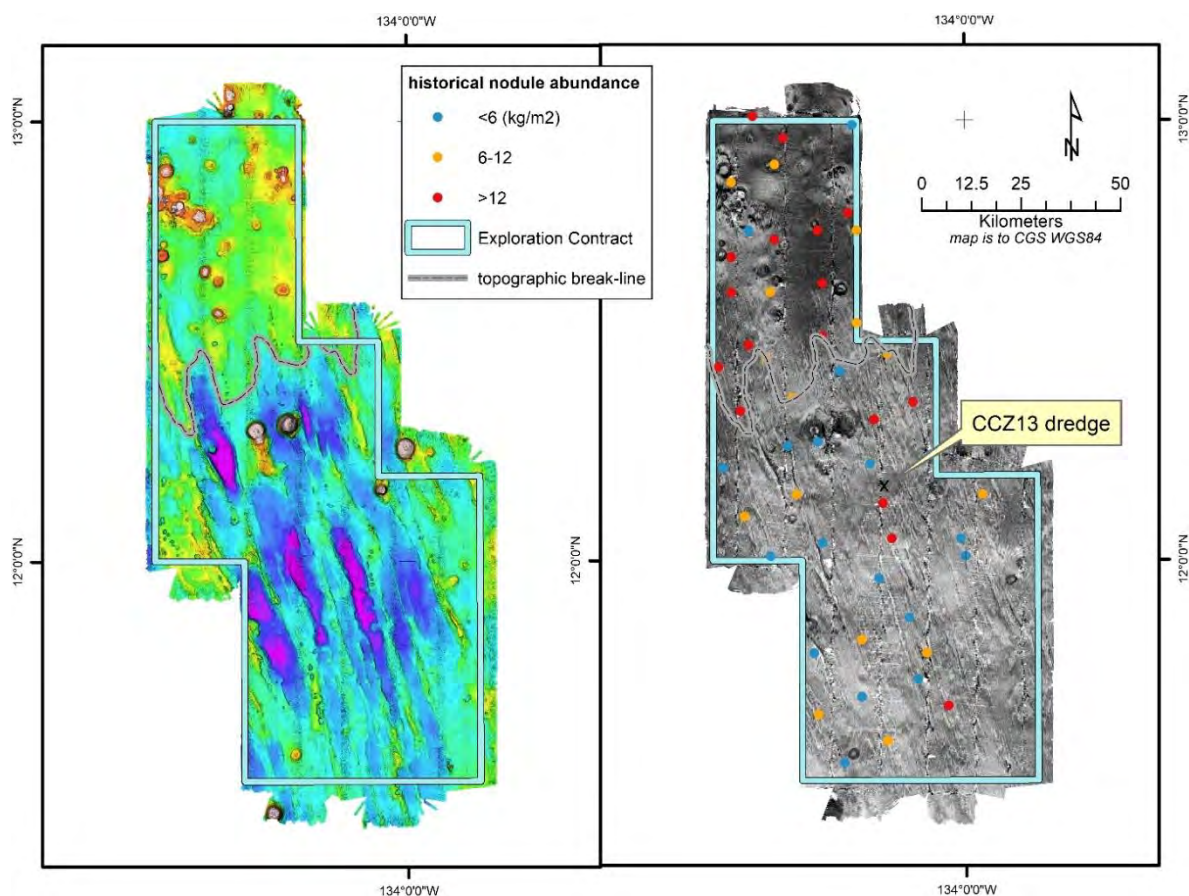 134°0'0"W
134°0'0"W
13°0'0"N
13°0'0"N
historical nodule abundance
<6 (kg/m2)
6-12
>12
Exploration Contract
topographic break-line
N
0 12.5 25 50
Kilometers
map is to CGS WGS84
CCZ13 dredge
x
12°0'0"N
12°0'0"N
134°0'0"W
134°0'0"W